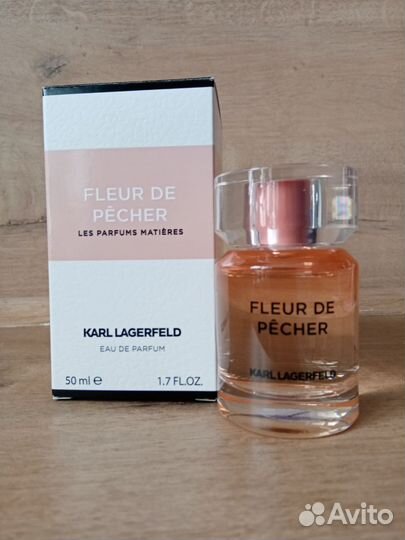 FLEUR DE
PÊCHER
LES PARFUMS MATIÈRES
KARL LAGERFELD
EAU DE PARFUM
50 ml ℮ 1.7 FL.OZ.
FLEUR DE
PÊCHER
KARL LAGERFELD
Avito